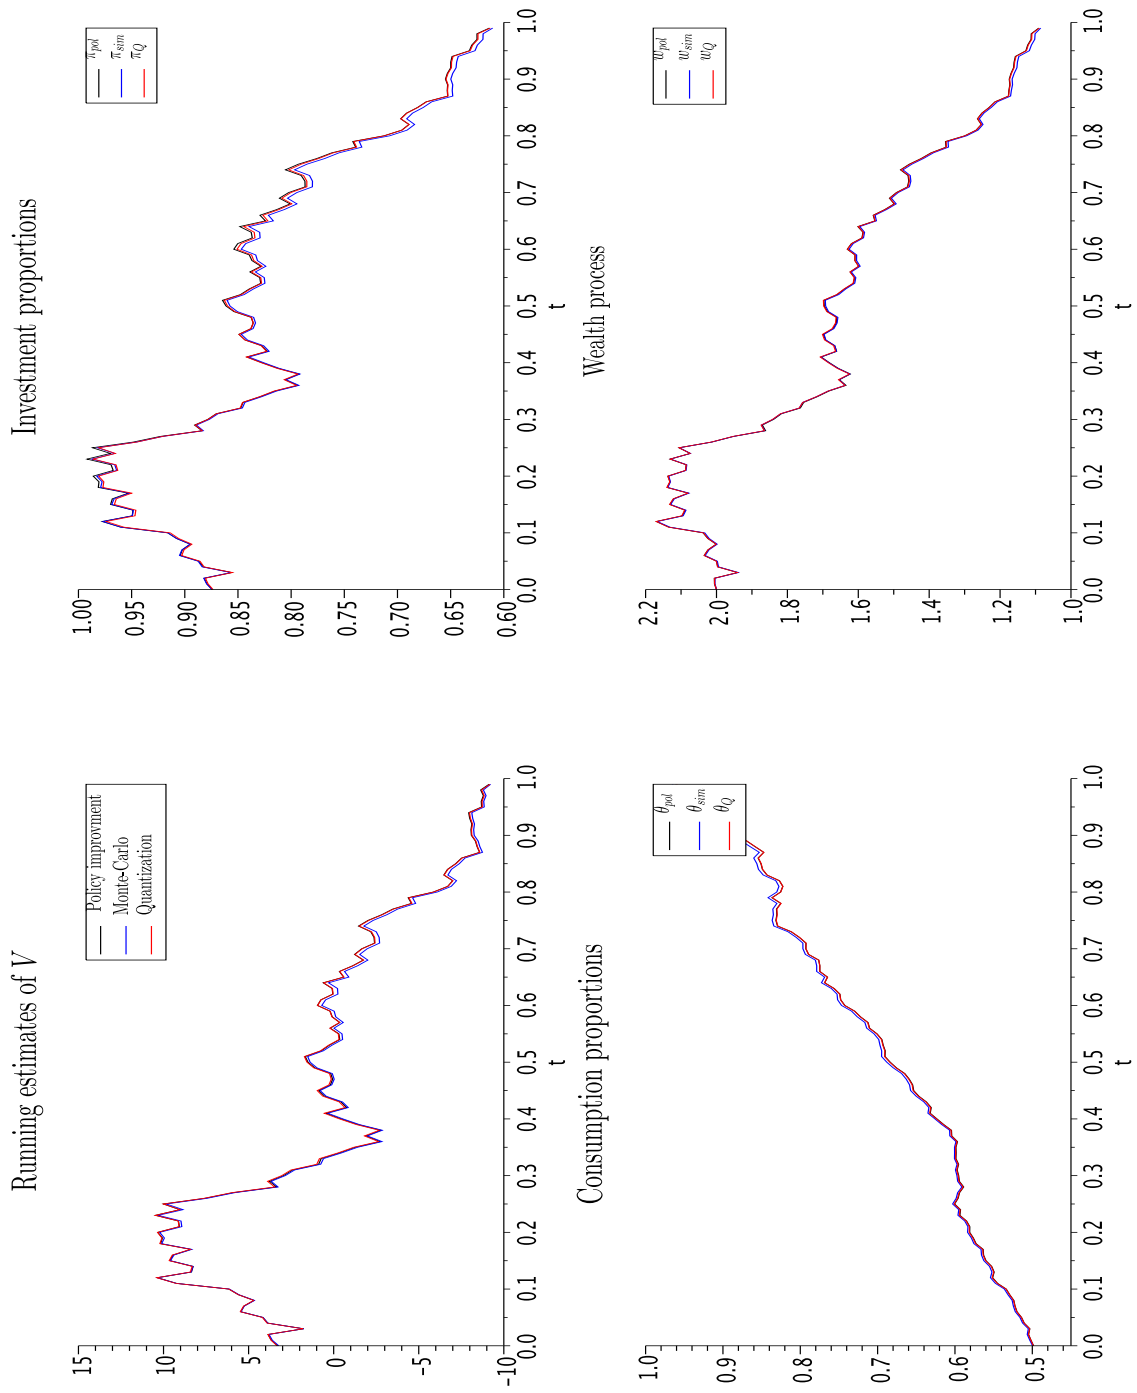 Running estimates of V
Policy improvment
Monte-Carlo
Quantization
15
10
5
0
-5
-10
0.0 0.1 0.2 0.3 0.4 0.5 0.6 0.7 0.8 0.9 1.0
t
Investment proportions
π_pol
π_sim
π_Q
1.00
0.95
0.90
0.85
0.80
0.75
0.70
0.65
0.60
0.0 0.1 0.2 0.3 0.4 0.5 0.6 0.7 0.8 0.9 1.0
t
Consumption proportions
θ_pol
θ_sim
θ_Q
1.0
0.8
0.7
0.6
0.5
0.0 0.1 0.2 0.3 0.4 0.5 0.6 0.7 0.8 0.9 1.0
t
Wealth process
w_pol
w_sim
w_Q
2.2
2.0
1.8
1.6
1.4
1.2
1.0
0.0 0.1 0.2 0.3 0.4 0.5 0.6 0.7 0.8 0.9 1.0
t